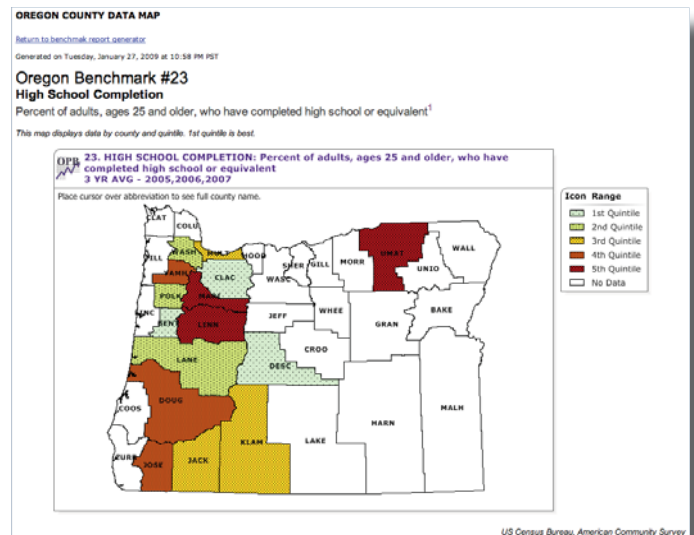 OREGON COUNTY DATA MAP
Return to benchmak report generator
Generated on Tuesday, January 27, 2009 at 10:58 PM PST
Oregon Benchmark #23
High School Completion
Percent of adults, ages 25 and older, who have completed high school or equivalent1
This map displays data by county and quintile. 1st quintile is best.
OPB 23. HIGH SCHOOL COMPLETION: Percent of adults, ages 25 and older, who have
completed high school or equivalent
3 YR AVG - 2005,2006,2007
Place cursor over abbreviation to see full county name.
Icon Range
1st Quintile
2nd Quintile
3rd Quintile
4th Quintile
5th Quintile
No Data
CLAT
COLU
WASH MULT HOOD UMAT WALL
SHER GILL MORR UNIO
YAMH CLAC WASC
POLK MARI BAKE
BENT LINN JEFF WHEE GRAN
CROO
LANE DESC
DOUG
COOS MALH
KLAM HARN
LAKE
JOSE JACK
US Census Bureau, American Community Survey